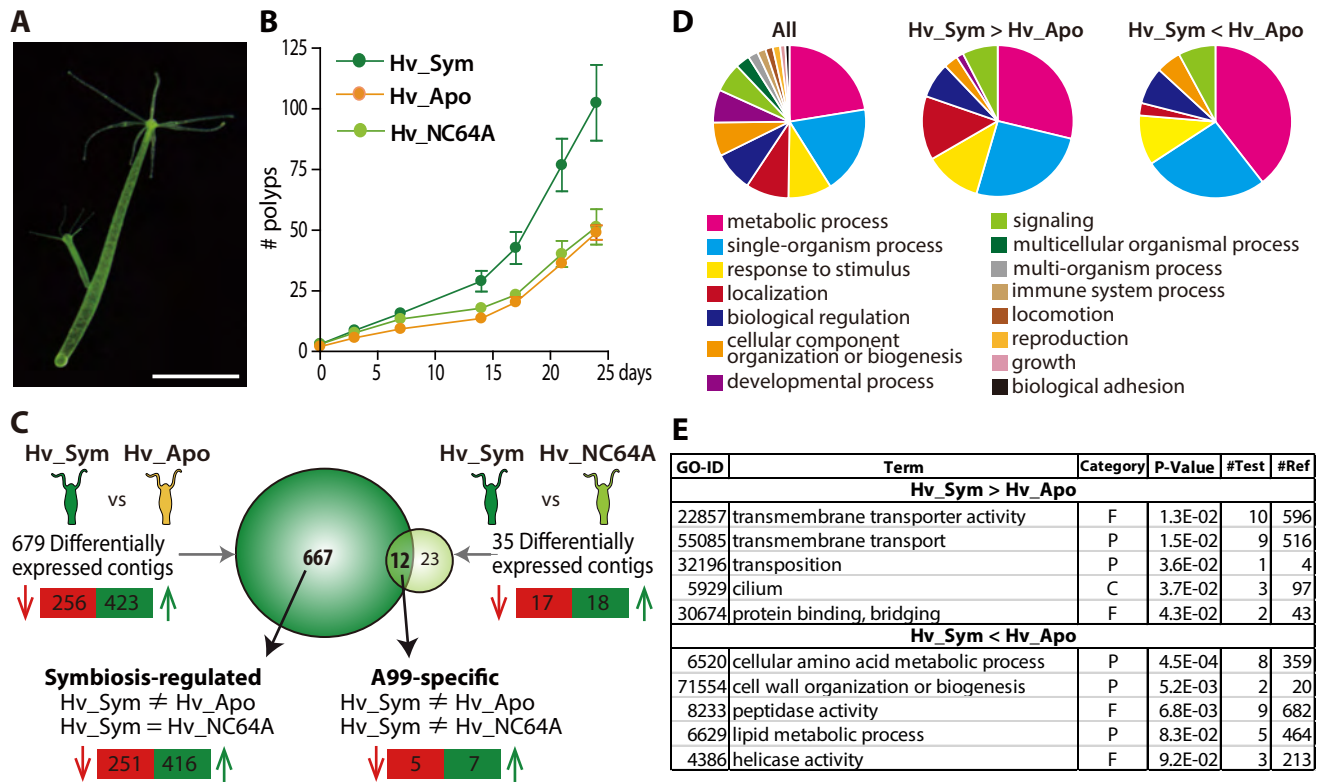 A
B
125
100
75
50
25
0
# polyps
Hv_Sym
Hv_Apo
Hv_NC64A
0 5 10 15 20 25 days
C
Hv_Sym Hv_Apo
vs
679 Differentially
expressed contigs
256 423
667
12
23
Hv_Sym Hv_NC64A
vs
35 Differentially
expressed contigs
17 18
Symbiosis-regulated
Hv_Sym ≠ Hv_Apo
Hv_Sym = Hv_NC64A
251 416
A99-specific
Hv_Sym ≠ Hv_Apo
Hv_Sym ≠ Hv_NC64A
5 7
D
All
Hv_Sym > Hv_Apo
Hv_Sym < Hv_Apo
metabolic process
single-organism process
response to stimulus
localization
biological regulation
cellular component
organization or biogenesis
developmental process
signaling
multicellular organismal process
multi-organism process
immune system process
locomotion
reproduction
growth
biological adhesion
E
GO-ID Term Category P-Value #Test #Ref
Hv_Sym > Hv_Apo
22857 transmembrane transporter activity F 1.3E-02 10 596
55085 transmembrane transport P 1.5E-02 9 516
32196 transposition P 3.6E-02 1 4
5929 cilium C 3.7E-02 3 97
30674 protein binding, bridging F 4.3E-02 2 43
Hv_Sym < Hv_Apo
6520 cellular amino acid metabolic process P 4.5E-04 8 359
71554 cell wall organization or biogenesis P 5.2E-03 2 20
8233 peptidase activity F 6.8E-03 9 682
6629 lipid metabolic process P 8.3E-02 5 464
4386 helicase activity F 9.2E-02 3 213